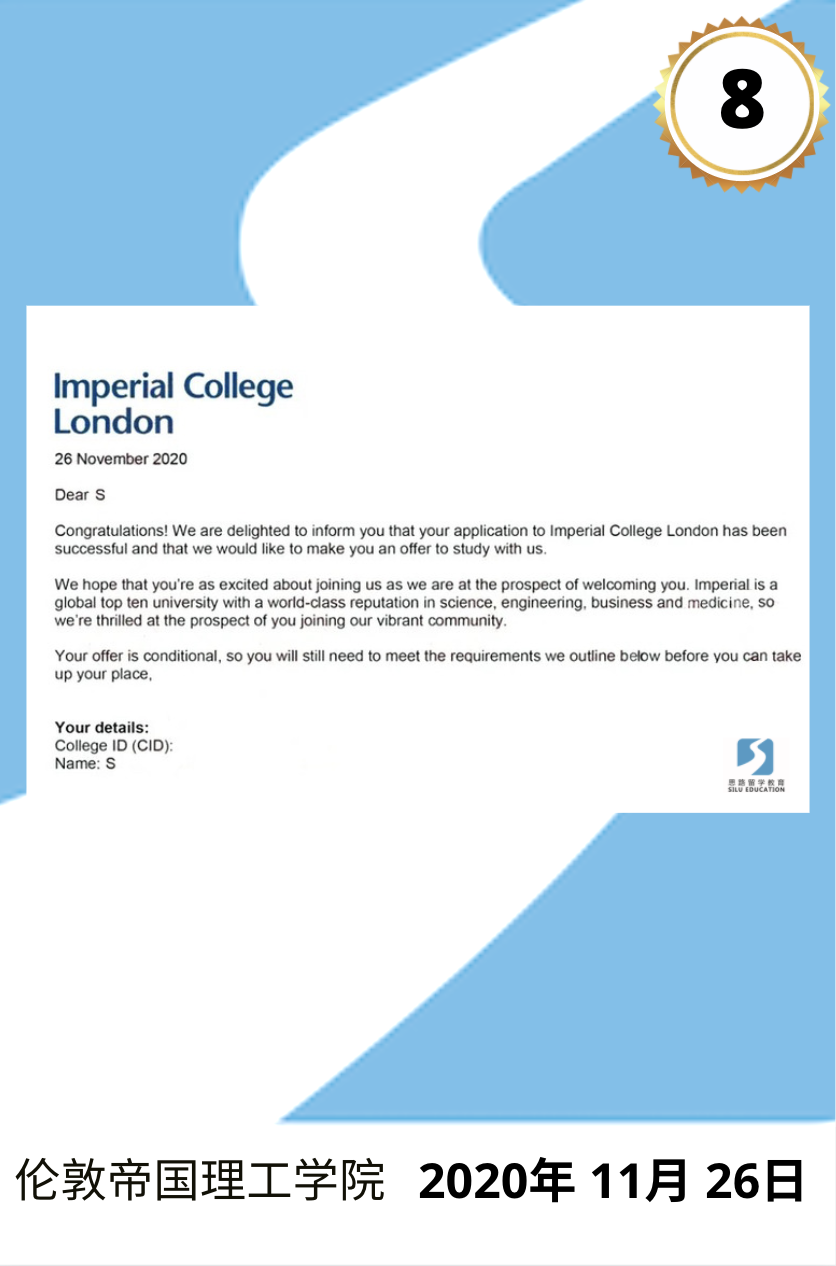 8
Imperial College
London
26 November 2020
Dear S
Congratulations! We are delighted to inform you that your application to Imperial College London has been
successful and that we would like to make you an offer to study with us.
We hope that you're as excited about joining us as we are at the prospect of welcoming you. Imperial is a
global top ten university with a world-class reputation in science, engineering, business and medicine, so
we're thrilled at the prospect of you joining our vibrant community.
Your offer is conditional, so you will still need to meet the requirements we outline below before you can take
up your place,
Your details:
College ID (CID):
Name: S
思路留学教育
SILU EDUCATION
伦敦帝国理工学院 2020年 11月 26日